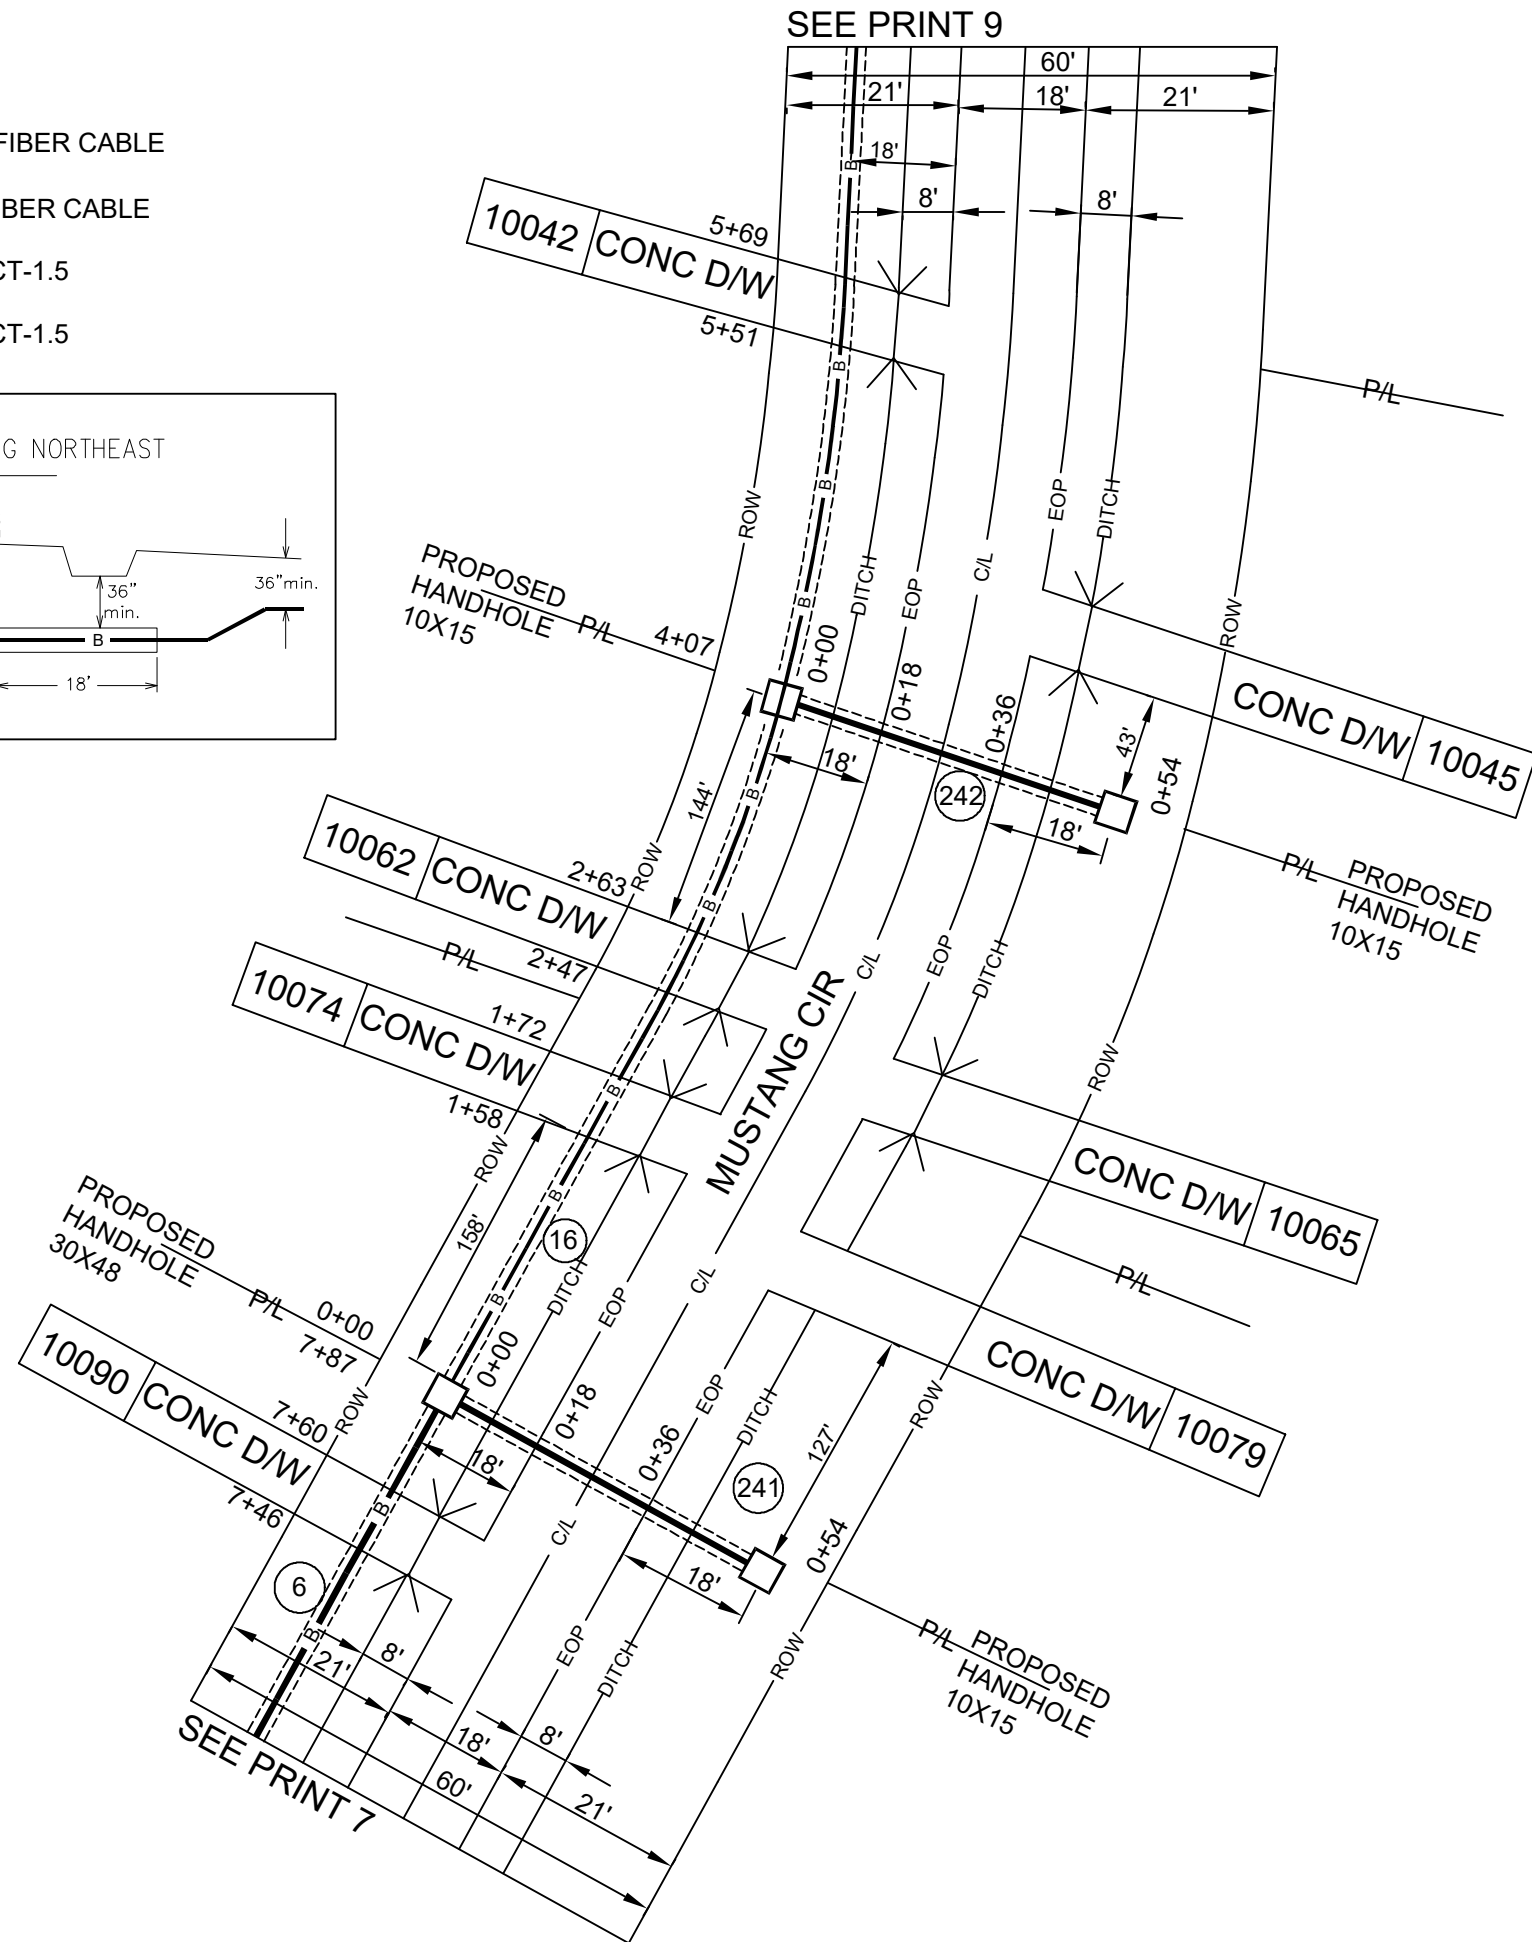 SEE PRINT 9
60'
21'
18'
21'
18'
8'
8'
FIBER CABLE
BER CABLE
CT-1.5
CT-1.5
G NORTHEAST
36"
min.
36"min.
B
18'
10042 CONC D/W
5+69
5+51
B
B
B
B
P/L
ROW
EOP
DITCH
C/L
DITCH
EOP
ROW
PROPOSED
HANDHOLE
10X15
P/L
4+07
0+00
0+18
0+36
0+54
43'
CONC D/W 10045
18'
242
18'
144'
B
P/L
PROPOSED
HANDHOLE
10X15
10062 CONC D/W
2+63
2+47
ROW
B
P/L
10074 CONC D/W
1+72
1+58
B
C/L
EOP
DITCH
MUSTANG CIR
ROW
ROW
158'
B
16
CONC D/W 10065
P/L
PROPOSED
HANDHOLE
30X48
P/L
0+00
7+87
B
DITCH
EOP
C/L
10090 CONC D/W
7+60
7+46
ROW
0+00
0+18
0+36
0+54
EOP
DITCH
CONC D/W 10079
ROW
127'
241
18'
18'
B
C/L
6
B
21'
8'
EOP
DITCH
ROW
P/L
PROPOSED
HANDHOLE
10X15
18'
8'
60'
21'
SEE PRINT 7